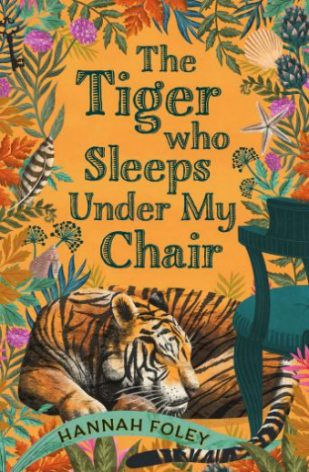 The
Tiger
who
Sleeps
Under My
Chair
HANNAH FOLEY